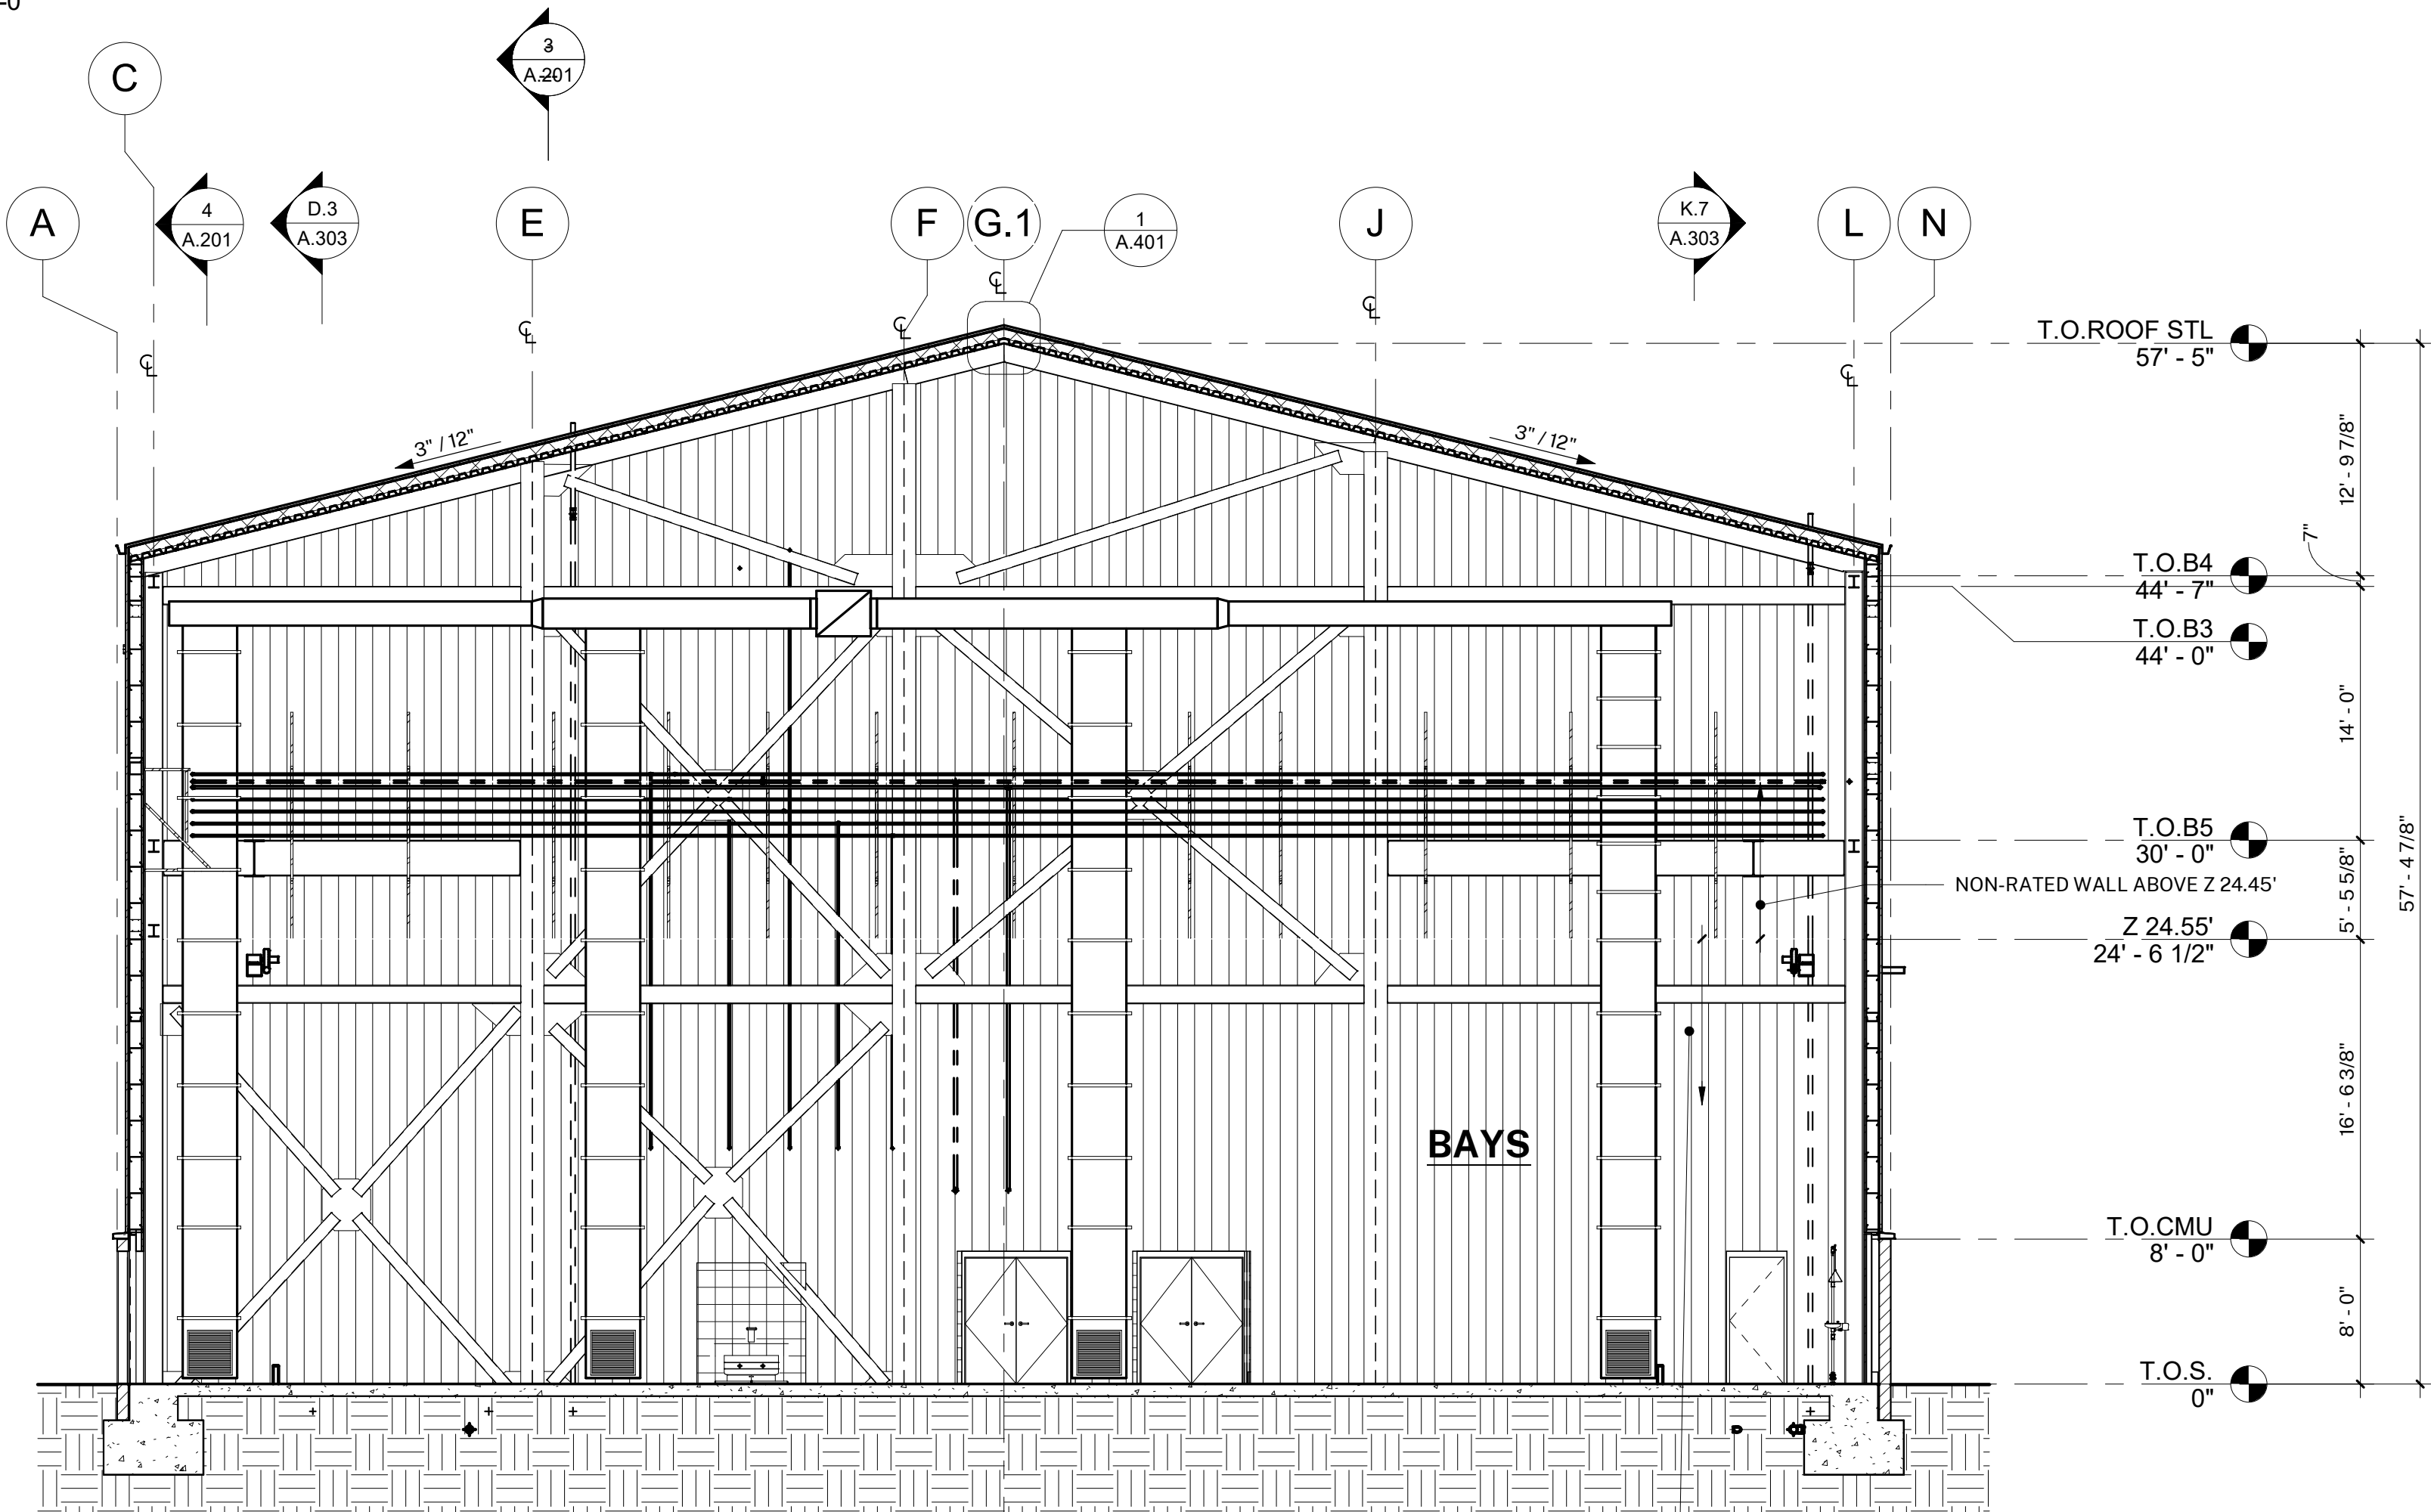 -0
3
A.201
C
A
4
A.201
D.3
A.303
E
F
G.1
1
A.401
J
K.7
A.303
L
N
T.O.ROOF STL
57' - 5"
3" / 12"
3" / 12"
12' - 9 7/8"
7"
T.O.B4
44' - 7"
T.O.B3
44' - 0"
14' - 0"
T.O.B5
30' - 0"
NON-RATED WALL ABOVE Z 24.45'
5' - 5 5/8"
57' - 4 7/8"
Z 24.55'
24' - 6 1/2"
16' - 6 3/8"
BAYS
T.O.CMU
8' - 0"
8' - 0"
T.O.S.
0"